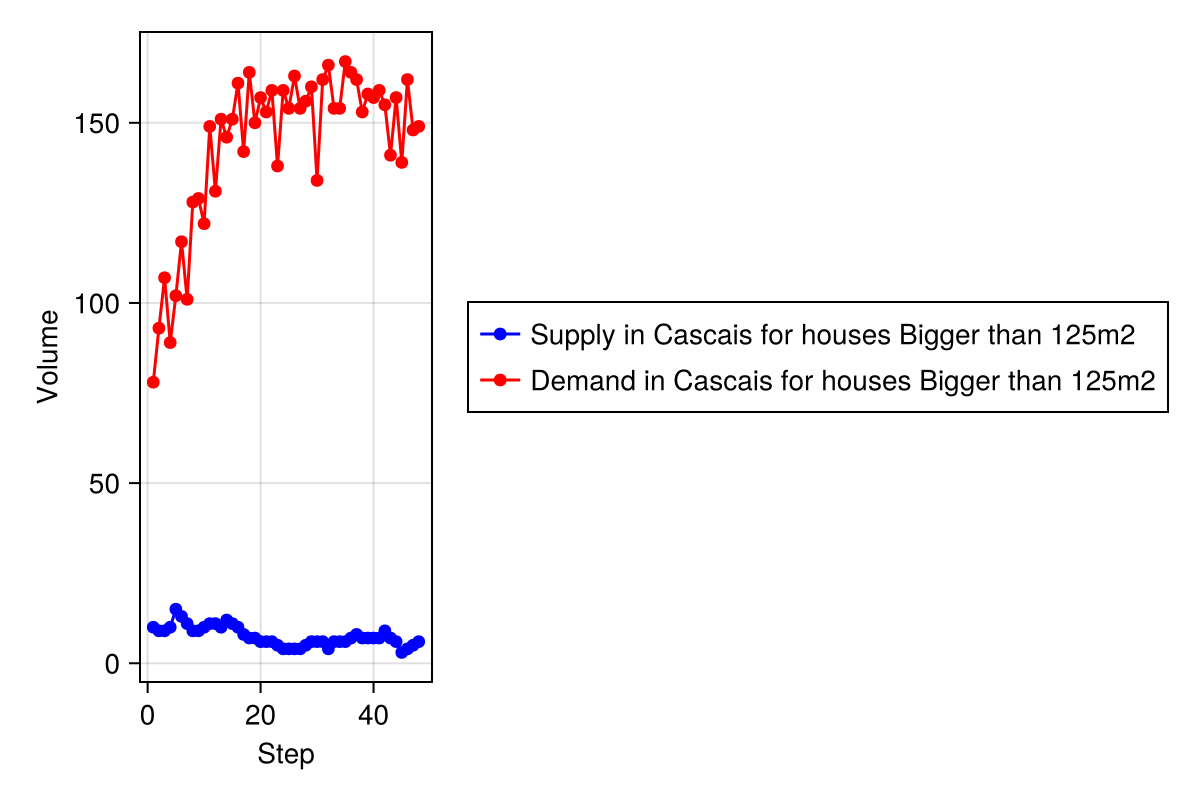 Volume
150
100
50
0
0 20 40
Step
Supply in Cascais for houses Bigger than 125m2
Demand in Cascais for houses Bigger than 125m2